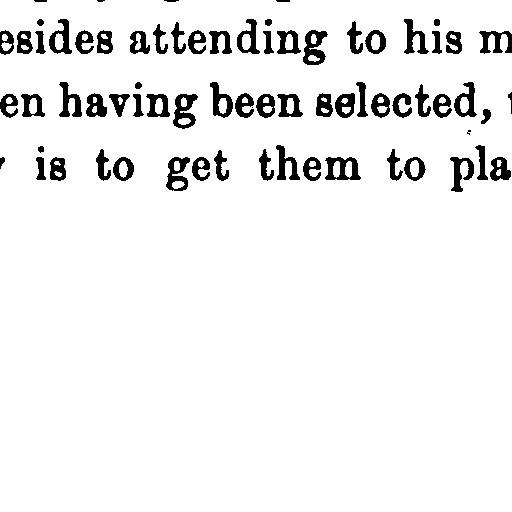 esides attending to his m
en having been selected, t
is to get them to pla